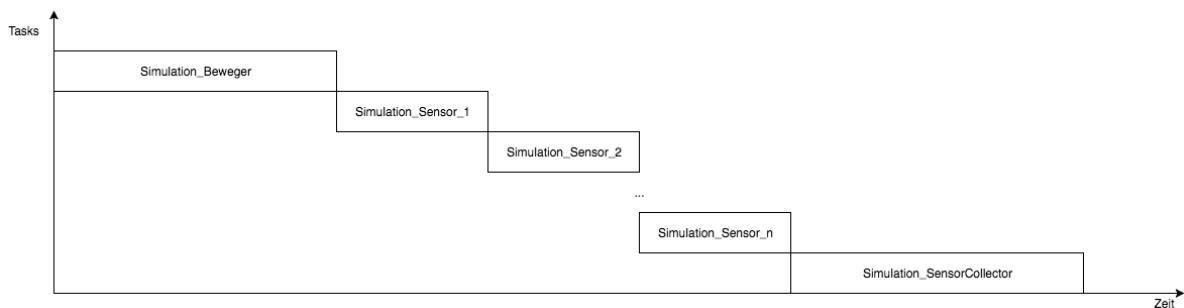 Tasks
Simulation_Beweger
Simulation_Sensor_1
Simulation_Sensor_2
...
Simulation_Sensor_n
Simulation_SensorCollector
Zeit